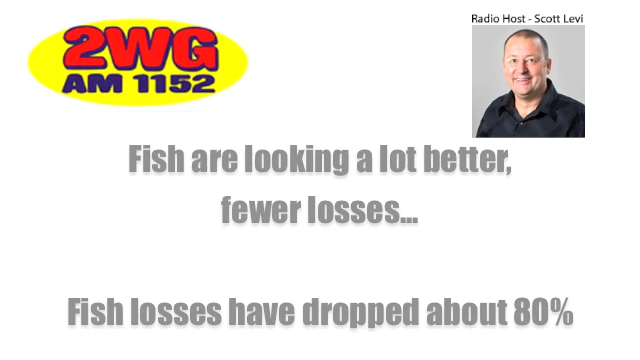 Radio Host - Scott Levi
2WG
AM 1152
Fish are looking a lot better,
fewer losses...
Fish losses have dropped about 80%